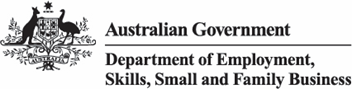 Australian Government
Department of Employment,
Skills, Small and Family Business